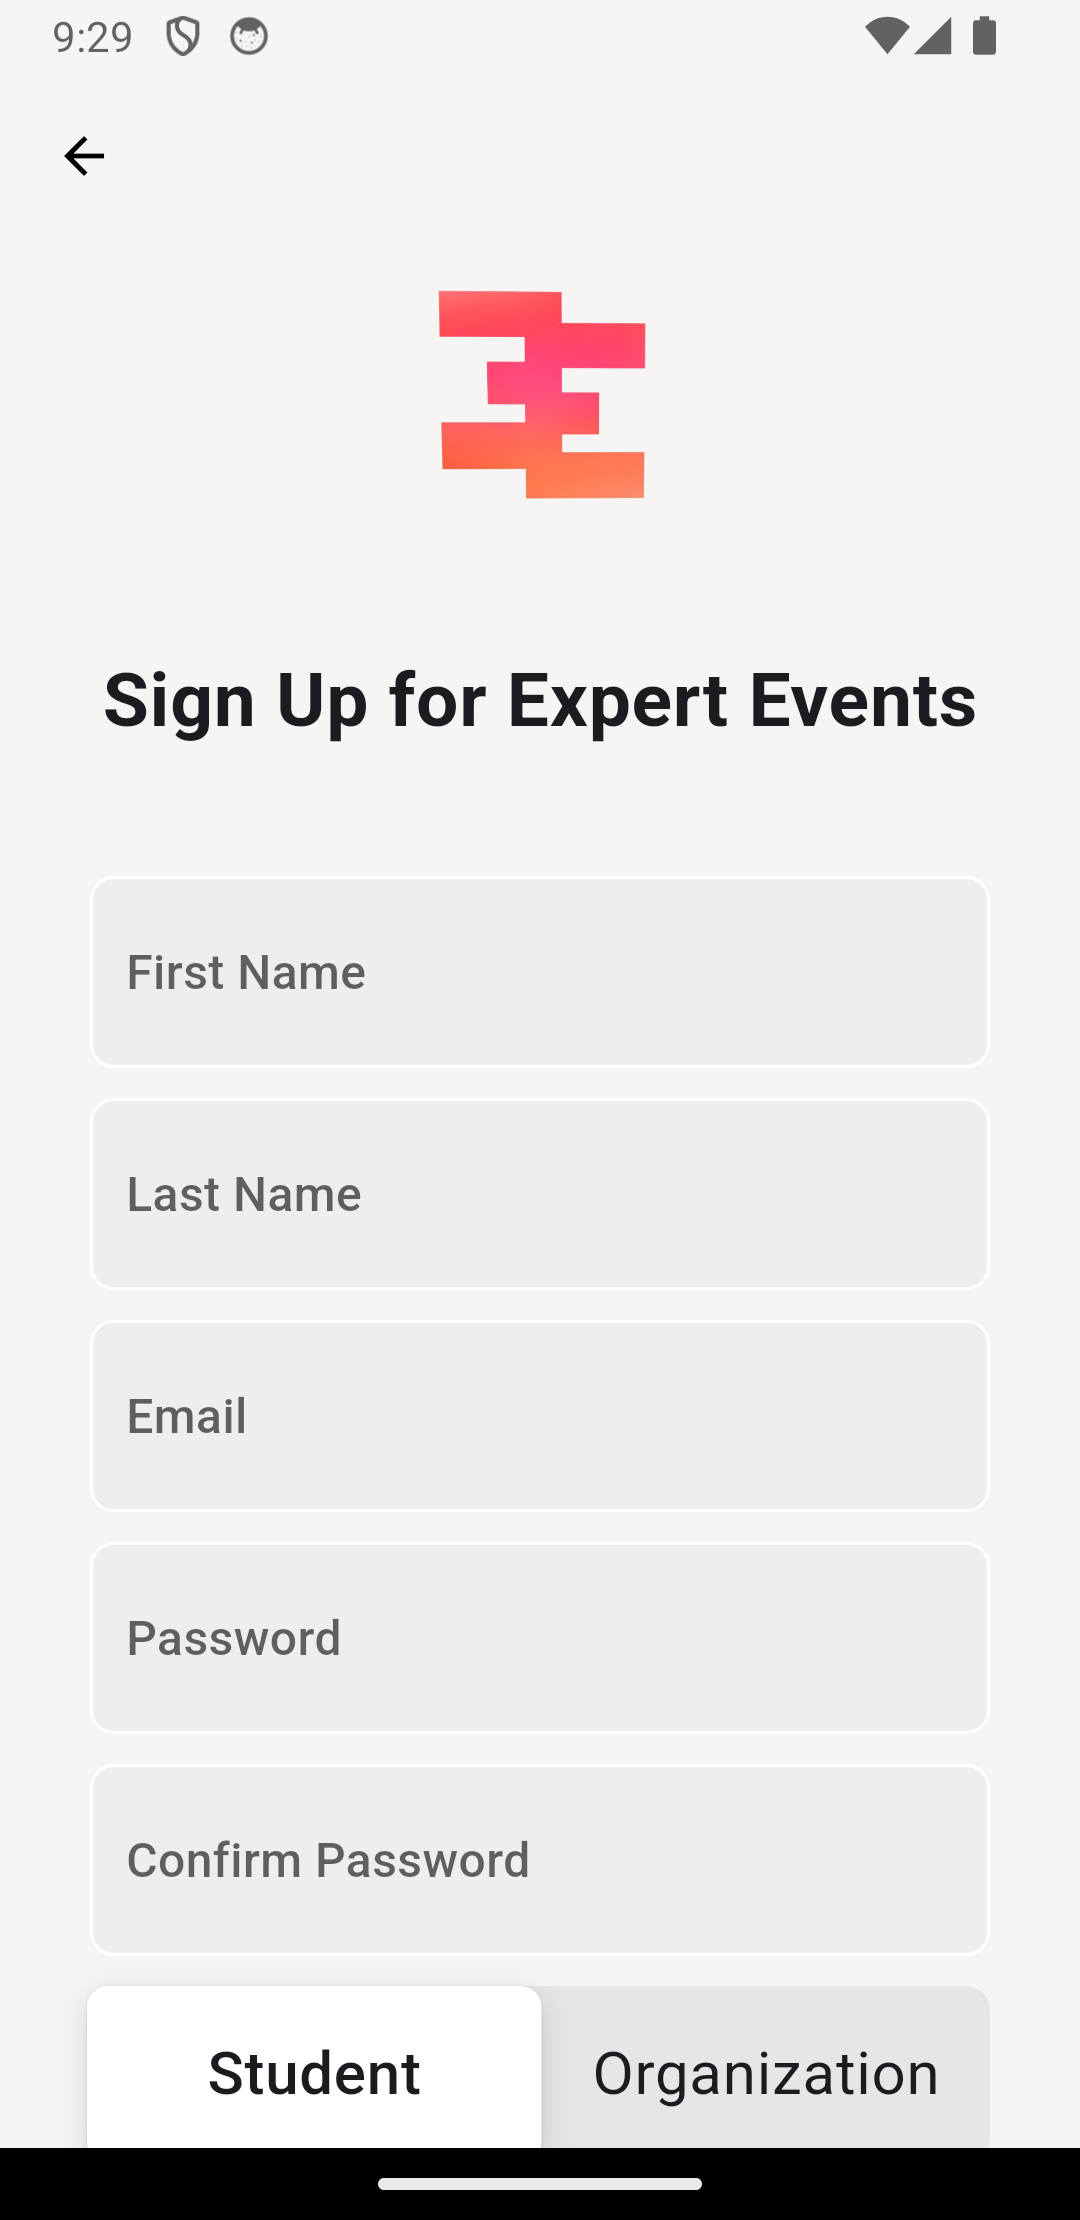 9:29
Sign Up for Expert Events
First Name
Last Name
Email
Password
Confirm Password
Student Organization